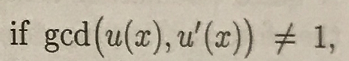 if gcd(u(x), u′(x)) ≠ 1,